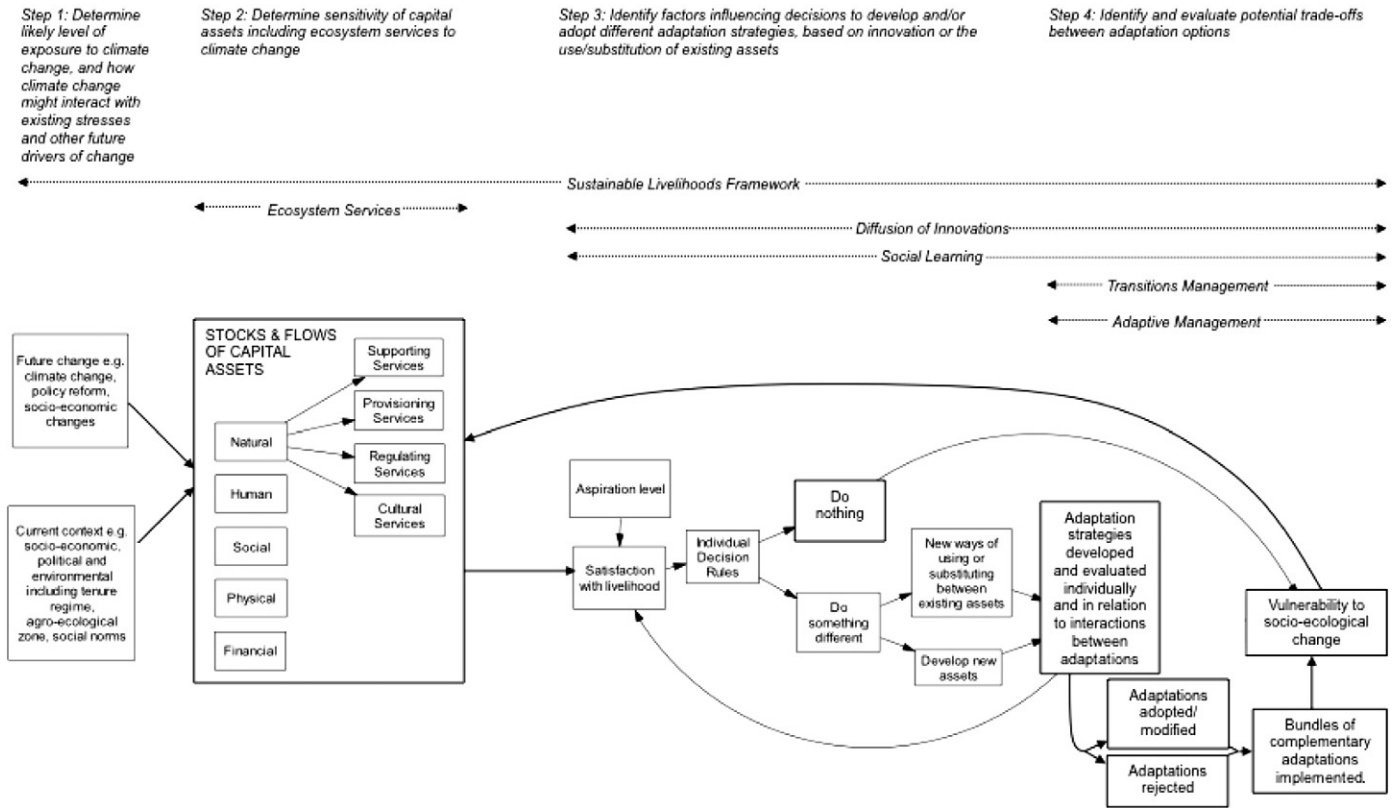 Step 1: Determine
likely level of
exposure to climate
change, and how
climate change
might interact with
existing stresses
and other future
drivers of change
Step 2: Determine sensitivity of capital
assets including ecosystem services to
climate change
Step 3: Identify factors influencing decisions to develop and/or
adopt different adaptation strategies, based on innovation or the
use/substitution of existing assets
Step 4: Identify and evaluate potential trade-offs
between adaptation options
Sustainable Livelihoods Framework
Ecosystem Services
Diffusion of Innovations
Social Learning
Transitions Management
Adaptive Management
Future change e.g.
climate change,
policy reform,
socio-economic
changes
Current context e.g.
socio-economic,
political and
environmental
including tenure
regime,
agro-ecological
zone, social norms
STOCKS & FLOWS
OF CAPITAL
ASSETS
Natural
Human
Social
Physical
Financial
Supporting
Services
Provisioning
Services
Regulating
Services
Cultural
Services
Aspiration level
Satisfaction
with livelihood
Individual
Decision
Rules
Do
nothing
Do
something
different
New ways of
using or
substituting
between
existing assets
Develop new
assets
Adaptation
strategies
developed
and evaluated
individually
and in relation
to interactions
between
adaptations
Adaptations
adopted/
modified
Adaptations
rejected
Bundles of
complementary
adaptations
implemented.
Vulnerability to
socio-ecological
change